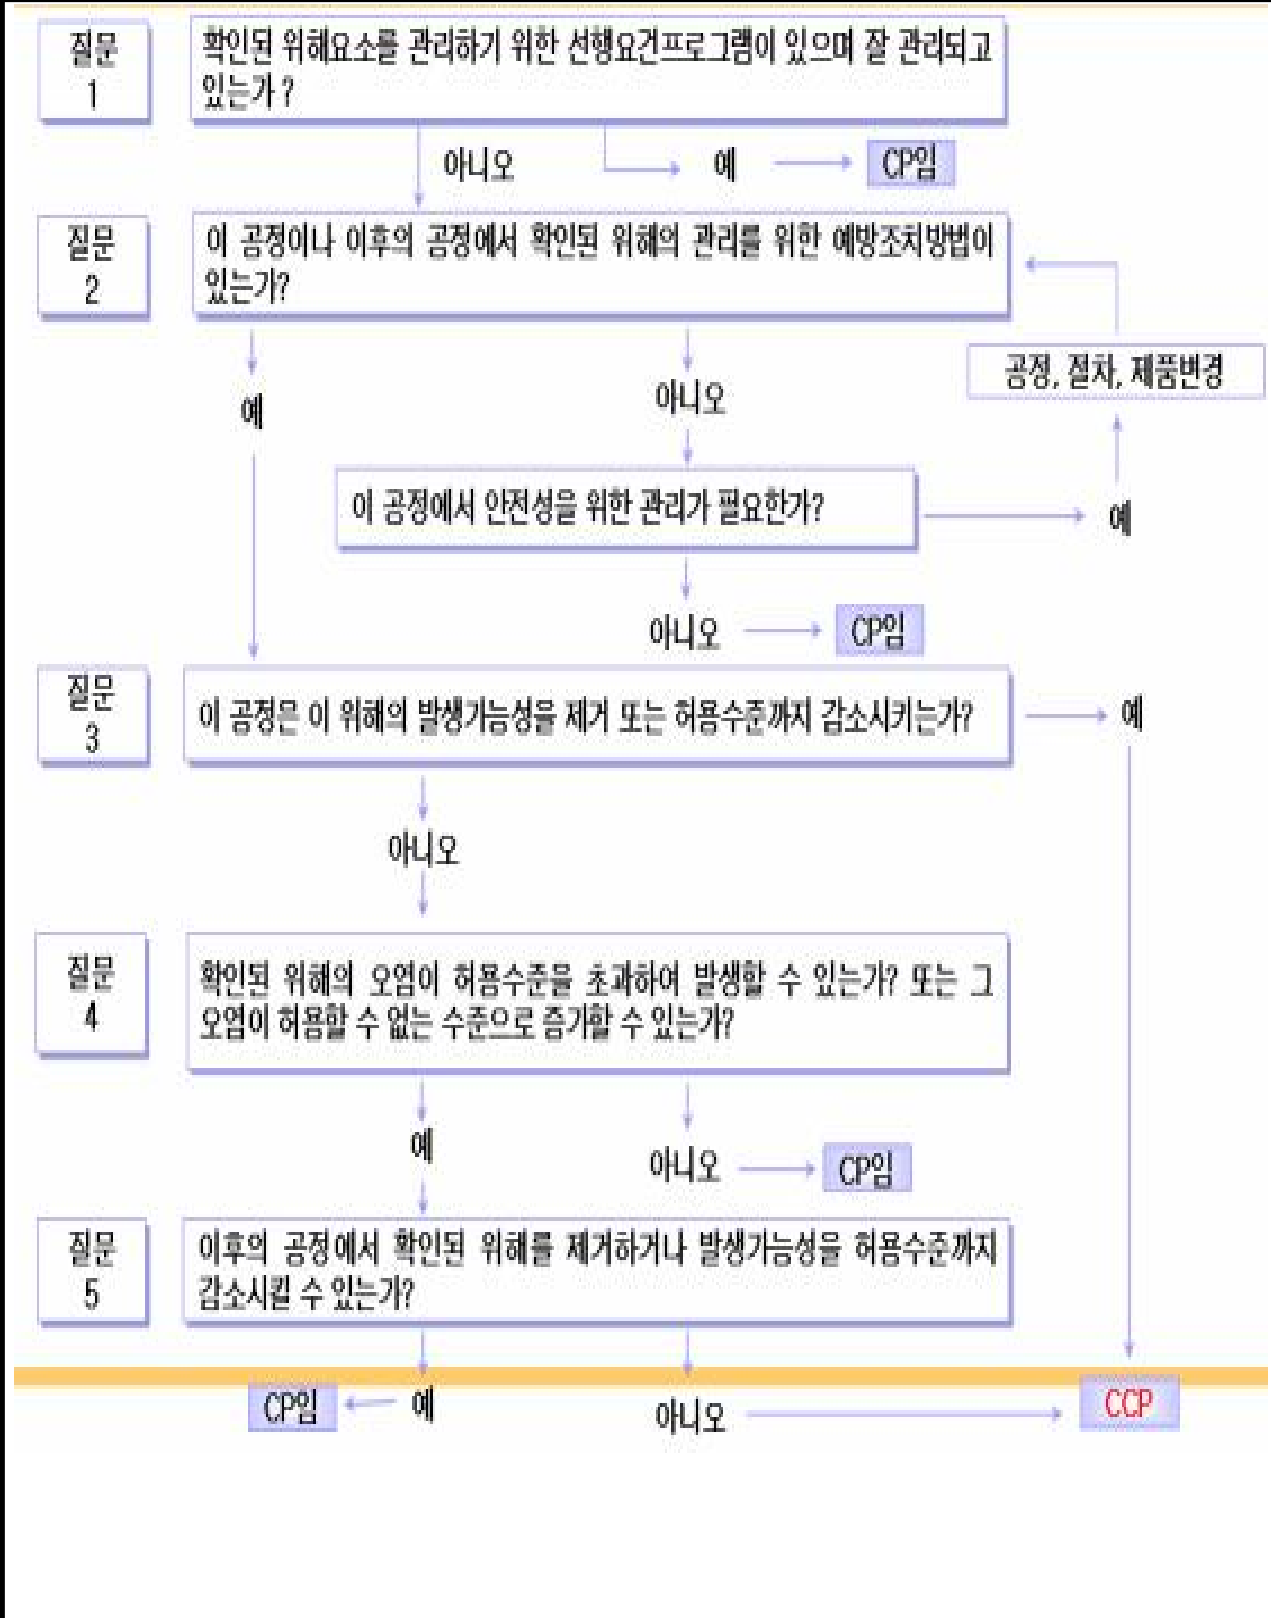 질문
1
확인된 위해요소를 관리하기 위한 선행요건프로그램이 있으며 잘 관리되고
있는가?
아니오
예
CP임
질문
2
이 공정이나 이후의 공정에서 확인된 위해의 관리를 위한 예방조치방법이
있는가?
예
아니오
공정, 절차, 제품변경
이 공정에서 안전성을 위한 관리가 필요한가?
예
아니오
CP임
질문
3
이 공정은 이 위해의 발생가능성을 제거 또는 허용수준까지 감소시키는가?
예
아니오
질문
4
확인된 위해의 오염이 허용수준을 초과하여 발생할 수 있는가? 또는 그
오염이 허용할 수 없는 수준으로 증가할 수 있는가?
예
아니오
CP임
질문
5
이후의 공정에서 확인된 위해를 제거하거나 발생가능성을 허용수준까지
감소시킬 수 있는가?
CP임
예
아니오
CCP